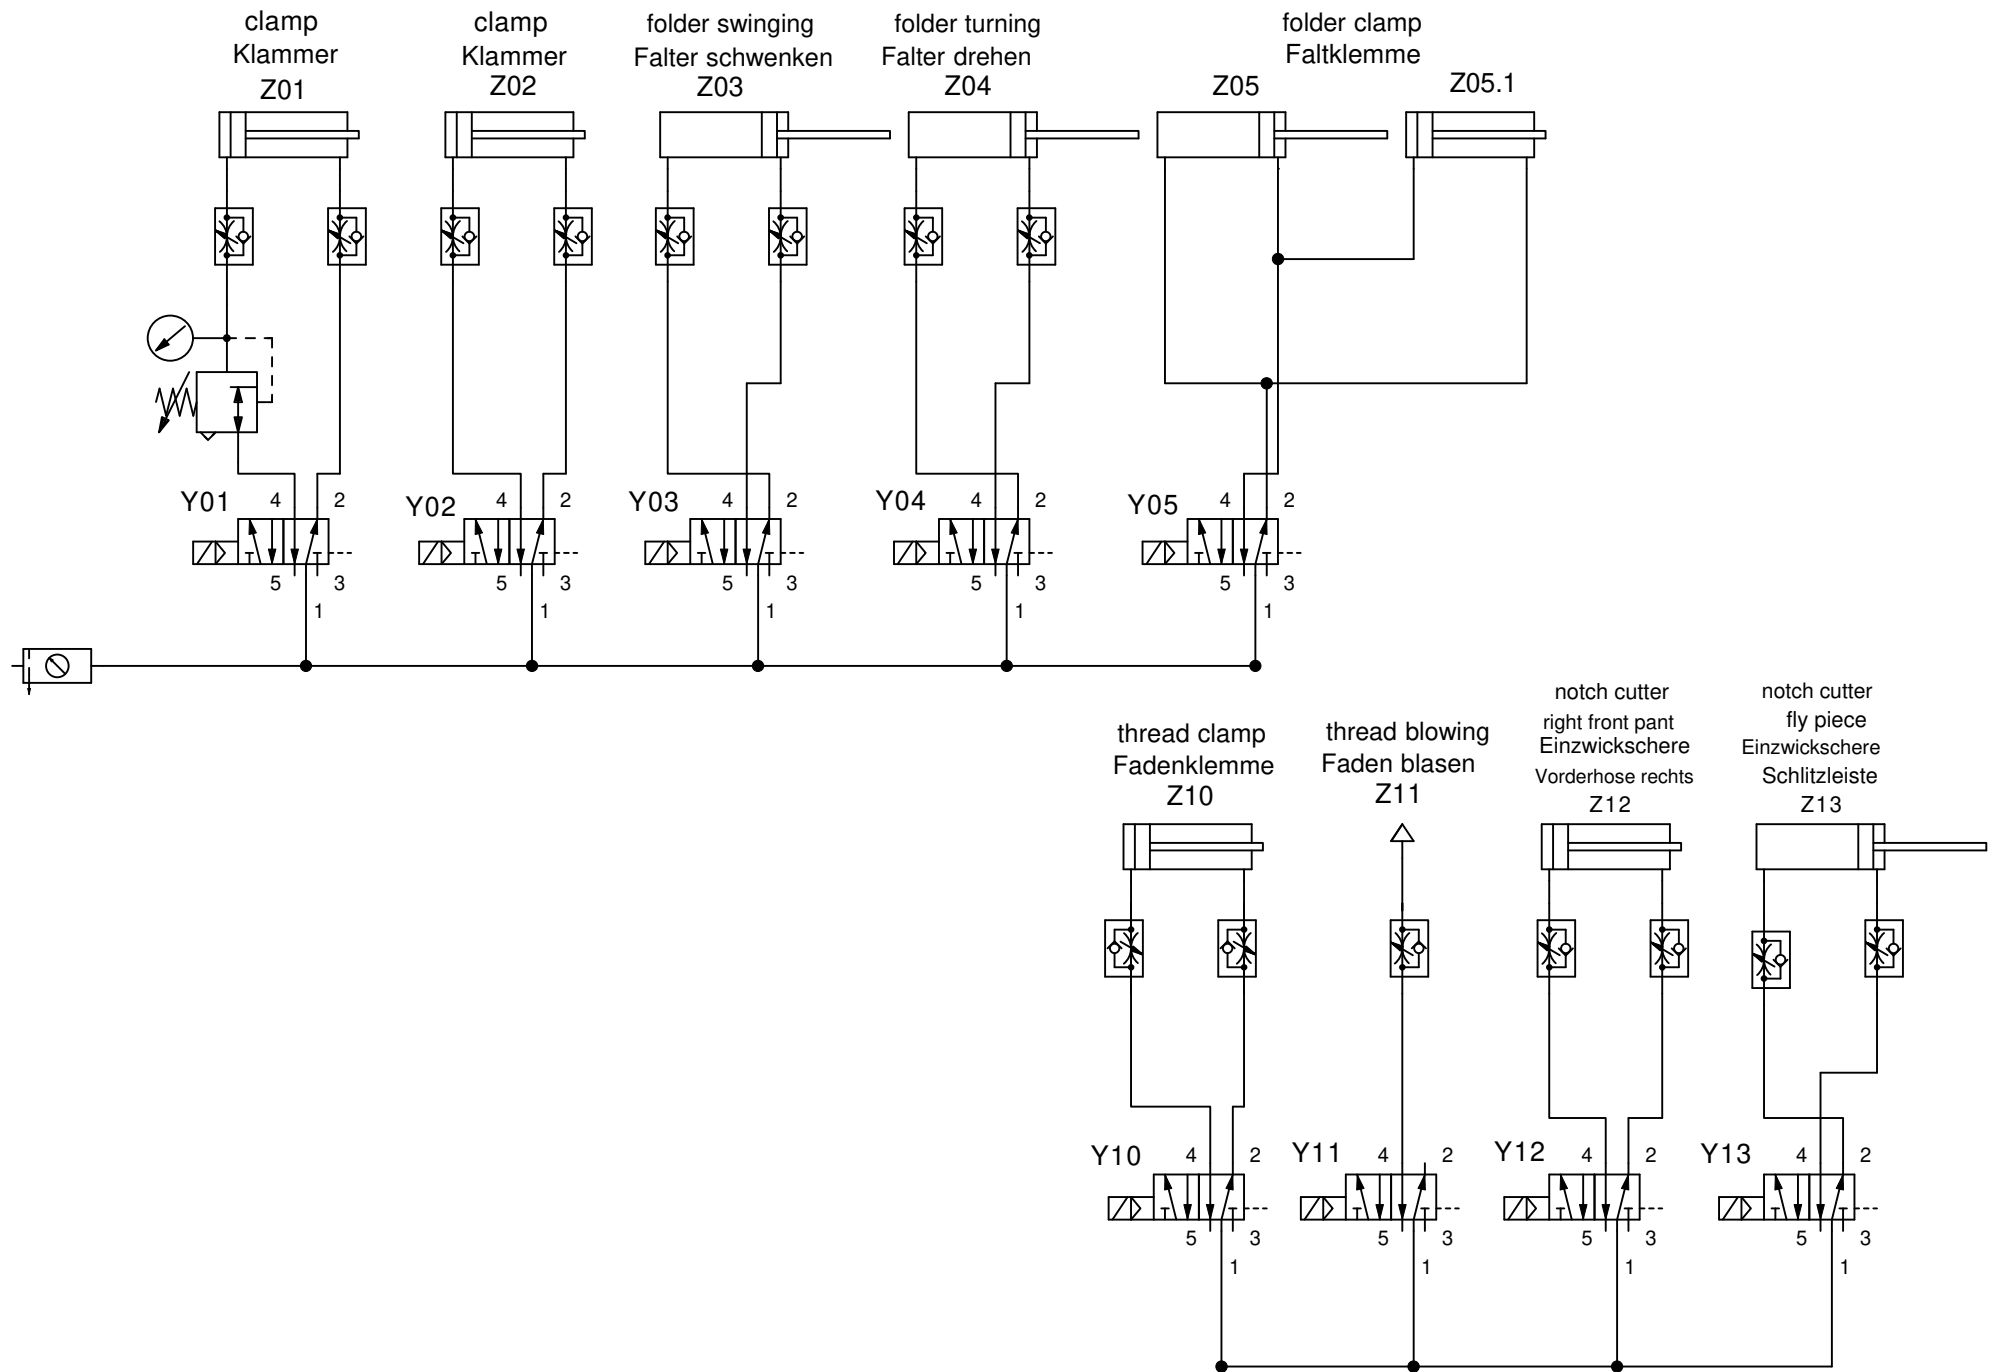 clamp
Klammer
Z01
clamp
Klammer
Z02
folder swinging
Falter schwenken
Z03
folder turning
Falter drehen
Z04
folder clamp
Faltklemme
Z05
Z05.1
Y01
4
2
5
3
1
Y02
4
2
5
3
1
Y03
4
2
5
3
1
Y04
4
2
5
3
1
Y05
4
2
5
3
1
thread clamp
Fadenklemme
Z10
thread blowing
Faden blasen
Z11
notch cutter
right front pant
Einzwickschere
Vorderhose rechts
Z12
notch cutter
fly piece
Einzwickschere
Schlitzleiste
Z13
Y10
4
2
5
3
1
Y11
4
2
5
3
1
Y12
4
2
5
3
1
Y13
4
2
5
3
1